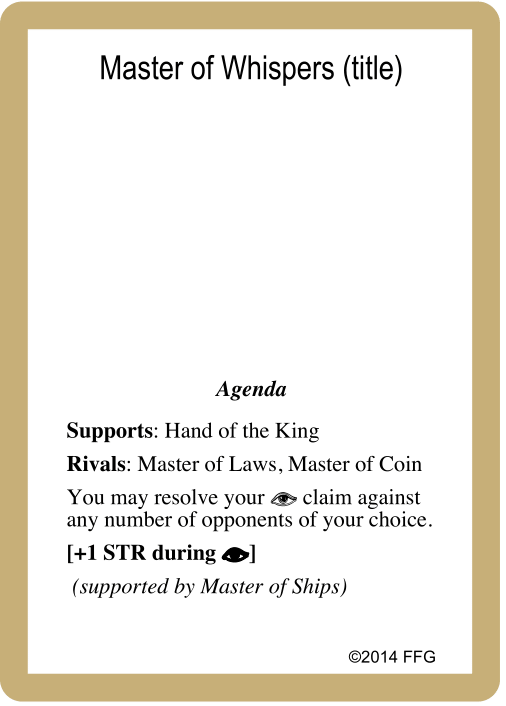 Master of Whispers (title)
Agenda
Supports: Hand of the King
Rivals: Master of Laws, Master of Coin
You may resolve your claim against
any number of opponents of your choice.
[+1 STR during ]
(supported by Master of Ships)
©2014 FFG